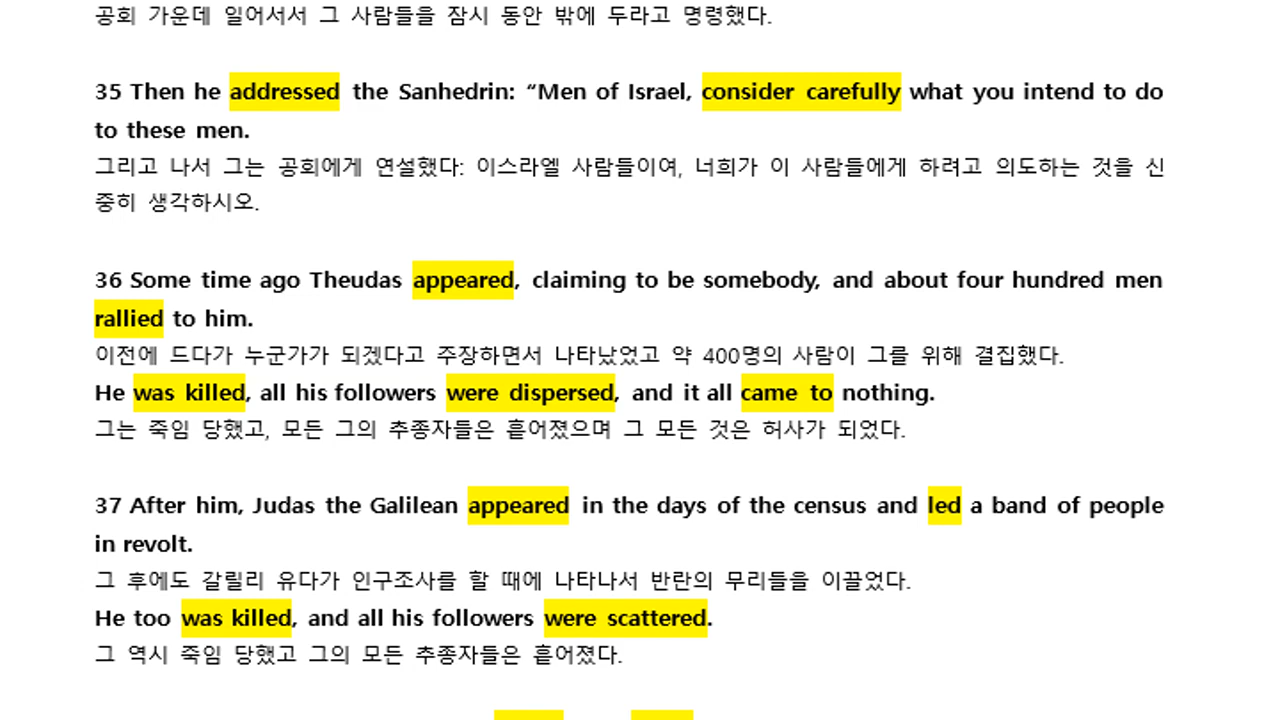 공회 가운데 일어서서 그 사람들을 잠시 동안 밖에 두라고 명령했다.
35 Then he addressed the Sanhedrin: “Men of Israel, consider carefully what you intend to do
to these men.
그리고 나서 그는 공회에게 연설했다: 이스라엘 사람들이여, 너희가 이 사람들에게 하려고 의도하는 것을 신
중히 생각하시오.
36 Some time ago Theudas appeared, claiming to be somebody, and about four hundred men
rallied to him.
이전에 드다가 누군가가 되겠다고 주장하면서 나타났었고 약 400명의 사람이 그를 위해 결집했다.
He was killed, all his followers were dispersed, and it all came to nothing.
그는 죽임 당했고, 모든 그의 추종자들은 흩어졌으며 그 모든 것은 허사가 되었다.
37 After him, Judas the Galilean appeared in the days of the census and led a band of people
in revolt.
그 후에도 갈릴리 유다가 인구조사를 할 때에 나타나서 반란의 무리들을 이끌었다.
He too was killed, and all his followers were scattered.
그 역시 죽임 당했고 그의 모든 추종자들은 흩어졌다.